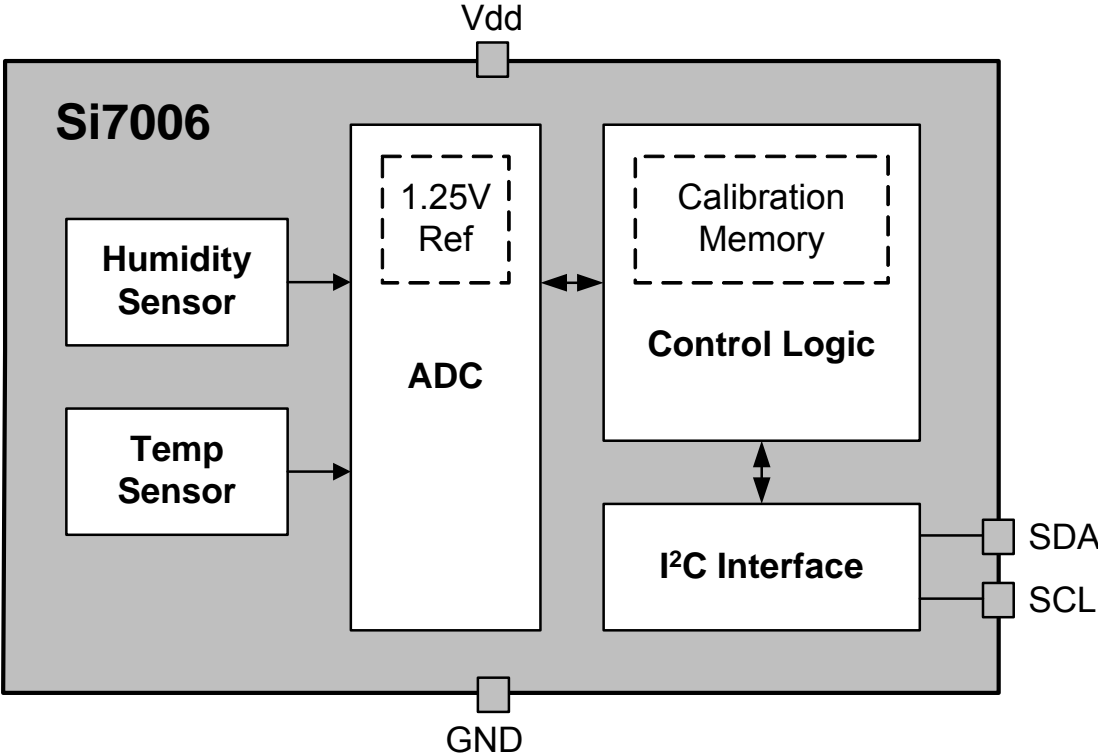 Vdd
Si7006
1.25V
Ref
Calibration
Memory
Humidity
Sensor
Control Logic
ADC
Temp
Sensor
I²C Interface
SDA
SCL
GND